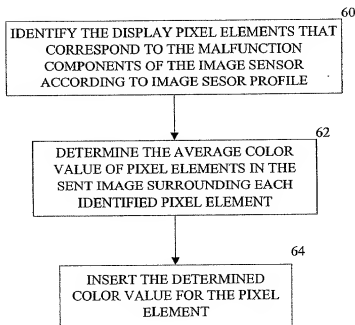 60
IDENTIFY THE DISPLAY PIXEL ELEMENTS THAT
CORRESPOND TO THE MALFUNCTION
COMPONENTS OF THE IMAGE SENSOR
ACCORDING TO IMAGE SESOR PROFILE
62
DETERMINE THE AVERAGE COLOR
VALUE OF PIXEL ELEMENTS IN THE
SENT IMAGE SURROUNDING EACH
IDENTIFIED PIXEL ELEMENT
64
INSERT THE DETERMINED
COLOR VALUE FOR THE PIXEL
ELEMENT